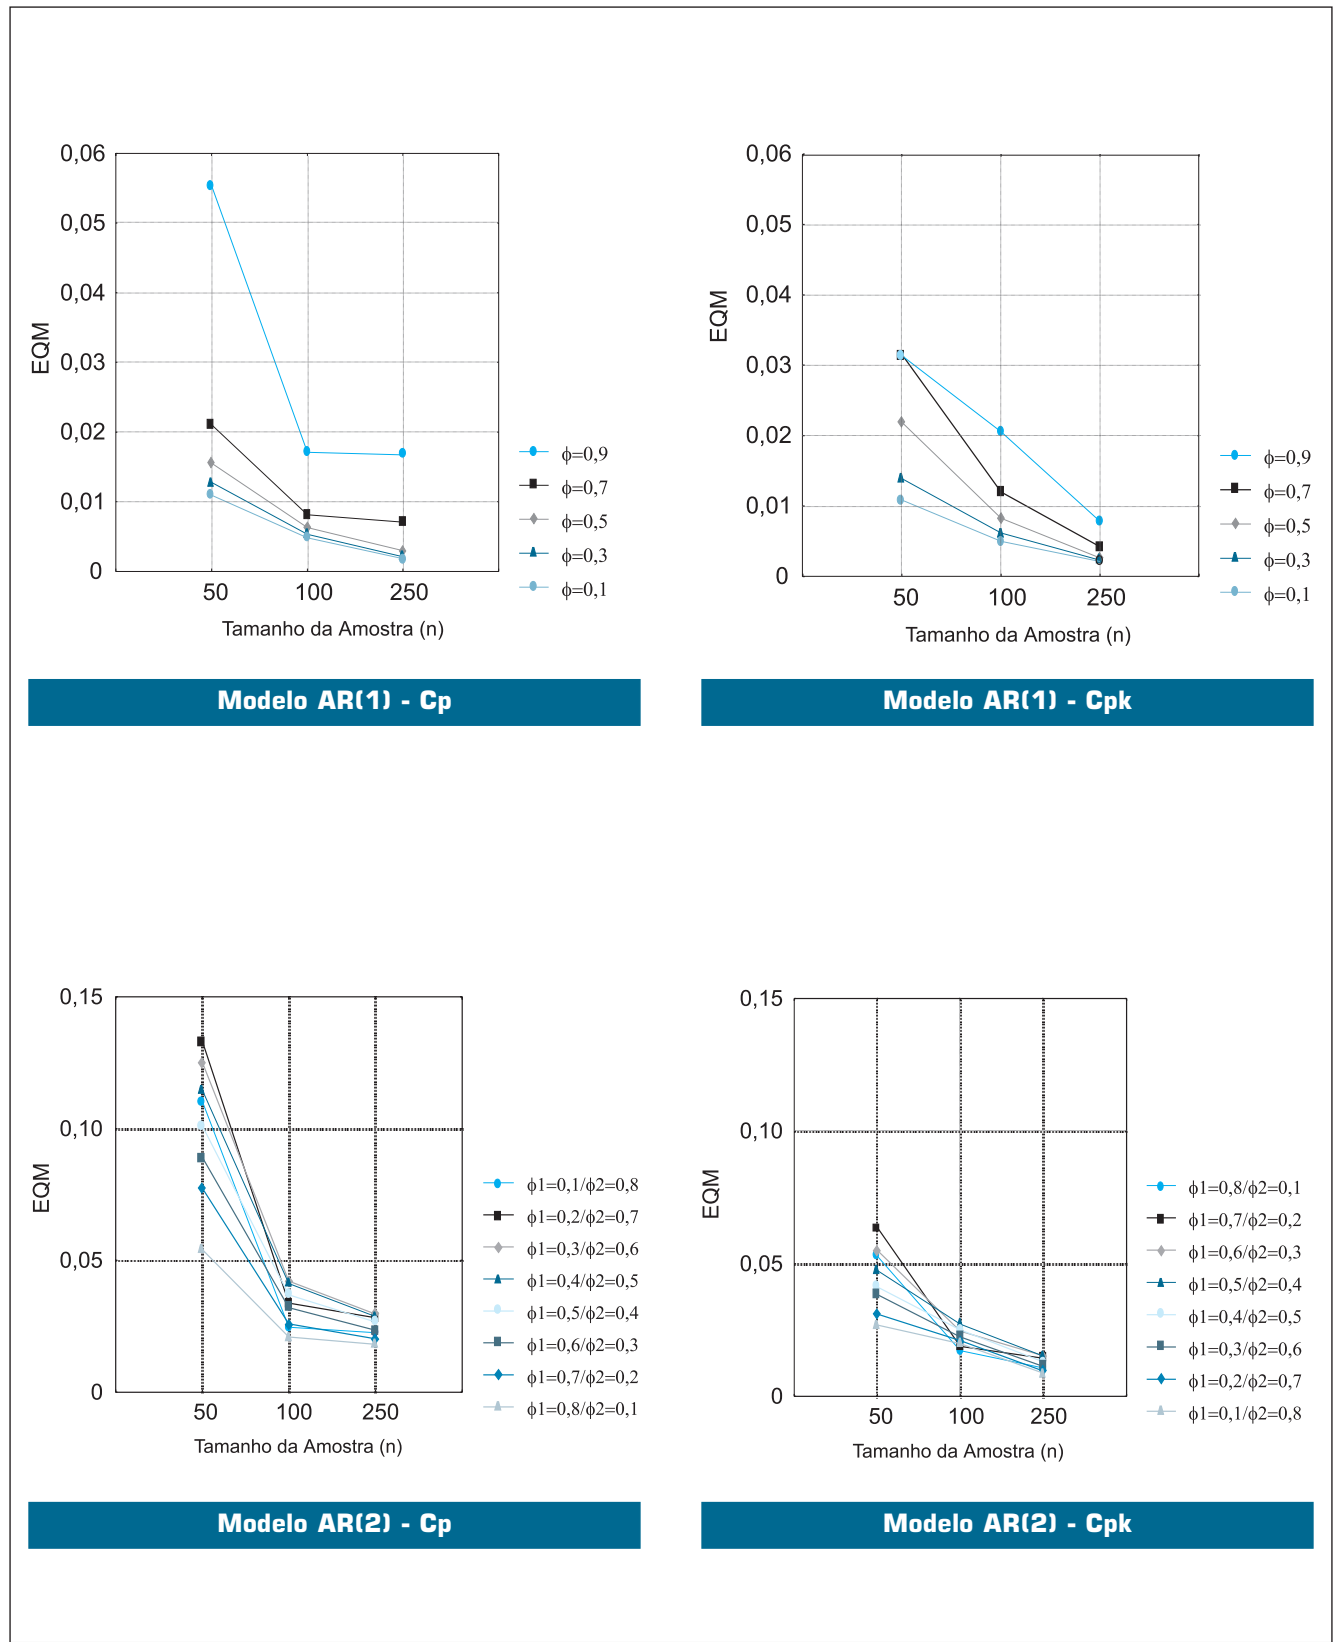 0,06
0,05
0,04
0,03
0,02
0,01
0
EQM
50 100 250
Tamanho da Amostra (n)
ϕ=0,9
ϕ=0,7
ϕ=0,5
ϕ=0,3
ϕ=0,1
Modelo AR(1) - Cp
0,06
0,05
0,04
0,03
0,02
0,01
0
EQM
50 100 250
Tamanho da Amostra (n)
ϕ=0,9
ϕ=0,7
ϕ=0,5
ϕ=0,3
ϕ=0,1
Modelo AR(1) - Cpk
0,15
0,10
0,05
0
EQM
50 100 250
Tamanho da Amostra (n)
ϕ1=0,1/ϕ2=0,8
ϕ1=0,2/ϕ2=0,7
ϕ1=0,3/ϕ2=0,6
ϕ1=0,4/ϕ2=0,5
ϕ1=0,5/ϕ2=0,4
ϕ1=0,6/ϕ2=0,3
ϕ1=0,7/ϕ2=0,2
ϕ1=0,8/ϕ2=0,1
Modelo AR(2) - Cp
0,15
0,10
0,05
0
EQM
50 100 250
Tamanho da Amostra (n)
ϕ1=0,8/ϕ2=0,1
ϕ1=0,7/ϕ2=0,2
ϕ1=0,6/ϕ2=0,3
ϕ1=0,5/ϕ2=0,4
ϕ1=0,4/ϕ2=0,5
ϕ1=0,3/ϕ2=0,6
ϕ1=0,2/ϕ2=0,7
ϕ1=0,1/ϕ2=0,8
Modelo AR(2) - Cpk